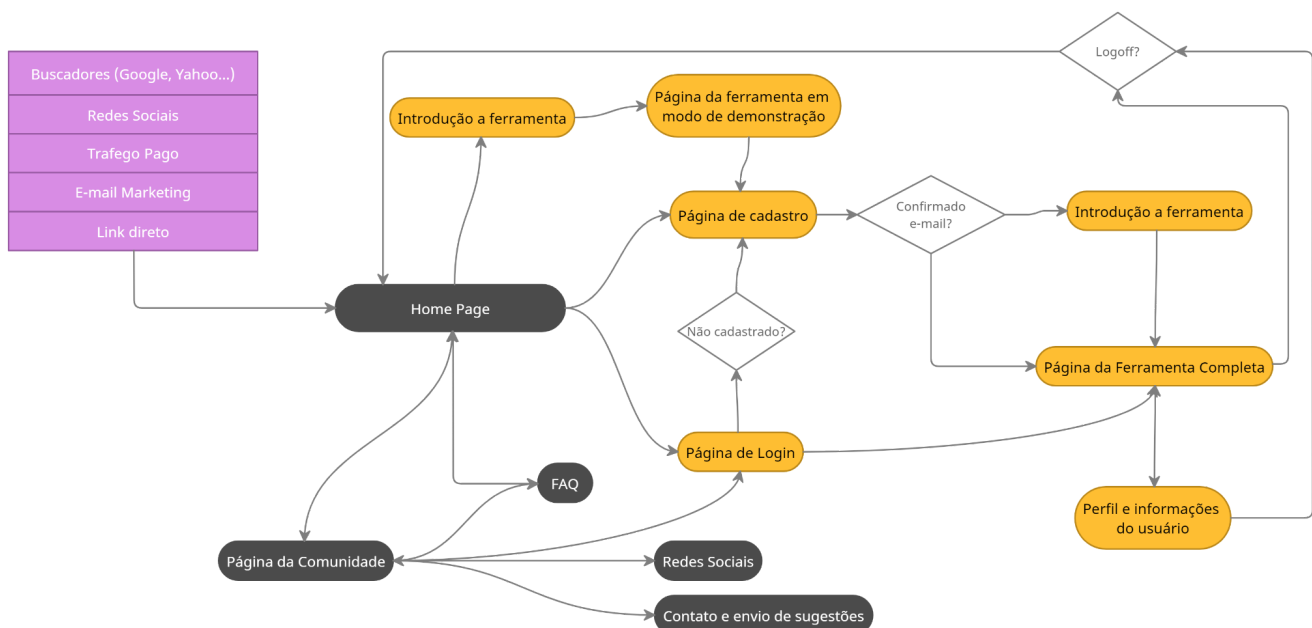 Buscadores (Google, Yahoo...)
Redes Sociais
Trafego Pago
E-mail Marketing
Link direto
Logoff?
Introdução a ferramenta
Página da ferramenta em
modo de demonstração
Página de cadastro
Confirmado
e-mail?
Introdução a ferramenta
Home Page
Não cadastrado?
Página da Ferramenta Completa
Página de Login
FAQ
Perfil e informações
do usuário
Página da Comunidade
Redes Sociais
Contato e envio de sugestões